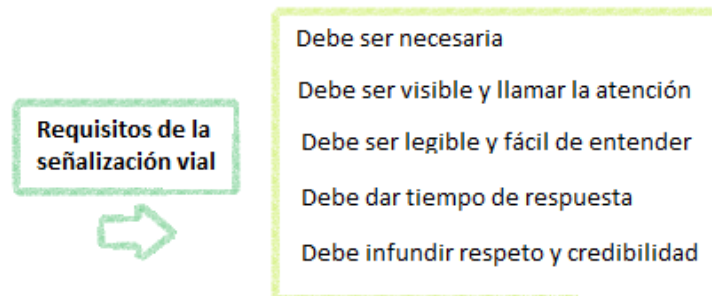 Requisitos de la
señalización vial
Debe ser necesaria
Debe ser visible y llamar la atención
Debe ser legible y fácil de entender
Debe dar tiempo de respuesta
Debe infundir respeto y credibilidad